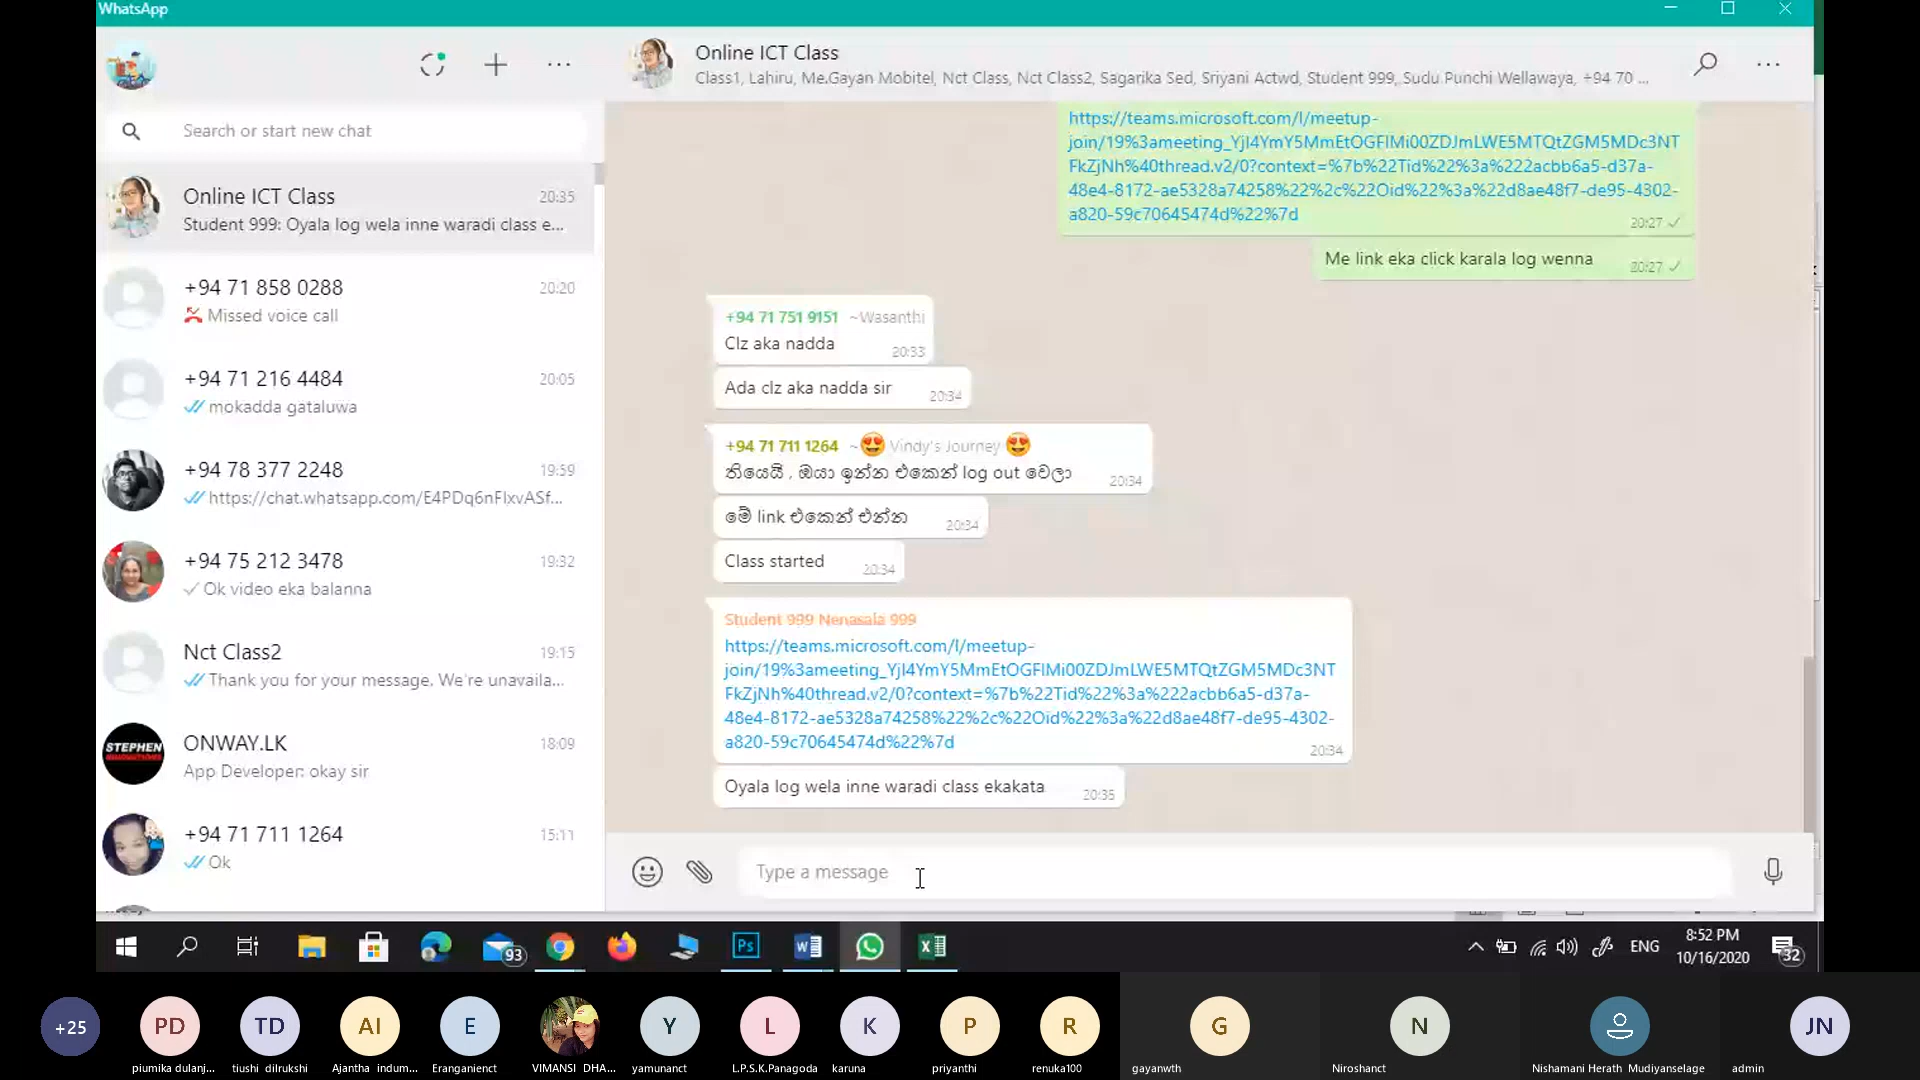 WhatsApp
Online ICT Class
Class1, Lahiru, Me.Gayan Mobitel, Nct Class, Nct Class2, Sagarika Sed, Sriyani Actwd, Student 999, Sudu Punchi Wellawaya, +94 70 ...
Search or start new chat
Online ICT Class 20:35
Student 999: Oyala log wela inne waradi class e...
+94 71 858 0288 20:20
Missed voice call
+94 71 216 4484 20:05
mokadda gataluwa
+94 78 377 2248 19:59
https://chat.whatsapp.com/E4PDq6nFlxvASf...
+94 75 212 3478 19:32
Ok video eka balanna
Nct Class2 19:15
Thank you for your message. We're unavaila...
STEPHEN
ONWAY.LK 18:09
App Developer: okay sir
+94 71 711 1264 15:11
Ok
https://teams.microsoft.com/l/meetup-
join/19%3ameeting_YjI4YmY5MmEtOGFlMi00ZDJmLWE5MTQtZGM5MDc3NT
FkZjNh%40thread.v2/0?context=%7b%22Tid%22%3a%222acbb6a5-d37a-
48e4-8172-ae5328a74258%22%2c%22Oid%22%3a%22d8ae48f7-de95-4302-
a820-59c70645474d%22%7d
20:27
Me link eka click karala log wenna 20:27
+94 71 751 9151 ~Wasanthi
Clz aka nadda 20:33
Ada clz aka nadda sir 20:34
+94 71 711 1264 ~😍 Vindy's Journey 😍
තියෙයි . ඔයා ඉන්න එකෙන් log out වෙලා 20:34
මේ link එකෙන් එන්න 20:34
Class started 20:34
Student 999 Nenasala 999
https://teams.microsoft.com/l/meetup-
join/19%3ameeting_YjI4YmY5MmEtOGFlMi00ZDJmLWE5MTQtZGM5MDc3NT
FkZjNh%40thread.v2/0?context=%7b%22Tid%22%3a%222acbb6a5-d37a-
48e4-8172-ae5328a74258%22%2c%22Oid%22%3a%22d8ae48f7-de95-4302-
a820-59c70645474d%22%7d
20:34
Oyala log wela inne waradi class ekakata 20:35
Type a message
93
Ps
ENG
8:52 PM
10/16/2020
32
+25 PD TD AI E Y L K P R G N JN
piumika dulanj... tiushi dilrukshi Ajantha indum... Eranganienct VIMANSI DHA... yamunanct L.P.S.K.Panagoda karuna priyanthi renuka100 gayanwth Niroshanct Nishamani Herath Mudiyanselage admin